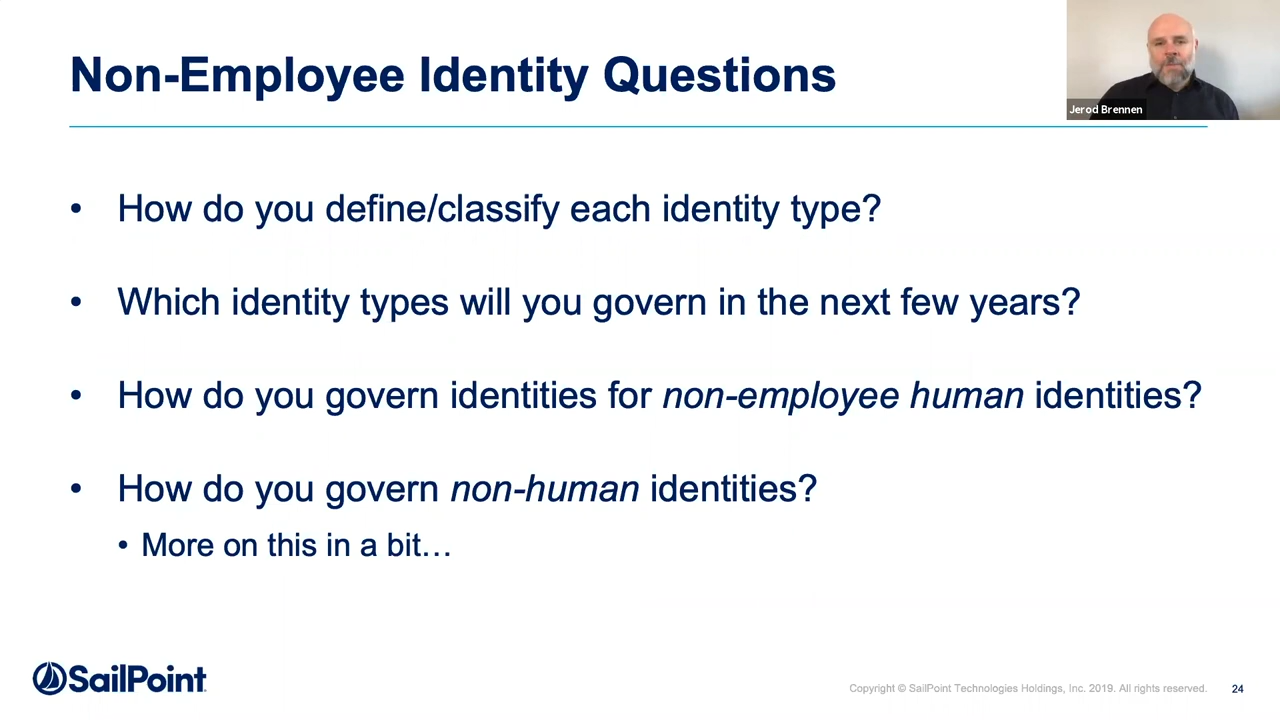 Non-Employee Identity Questions
Jerod Brennen
• How do you define/classify each identity type?
• Which identity types will you govern in the next few years?
• How do you govern identities for non-employee human identities?
• How do you govern non-human identities?
• More on this in a bit…
SailPoint
Copyright © SailPoint Technologies Holdings, Inc. 2019. All rights reserved.
24